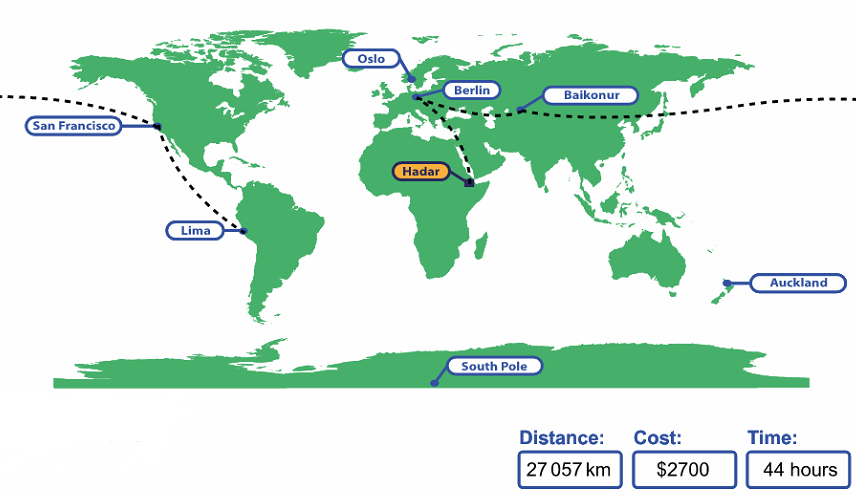 Oslo
Berlin
Baikonur
San Francisco
Hadar
Lima
Auckland
South Pole
Distance: Cost: Time:
27 057 km $2700 44 hours